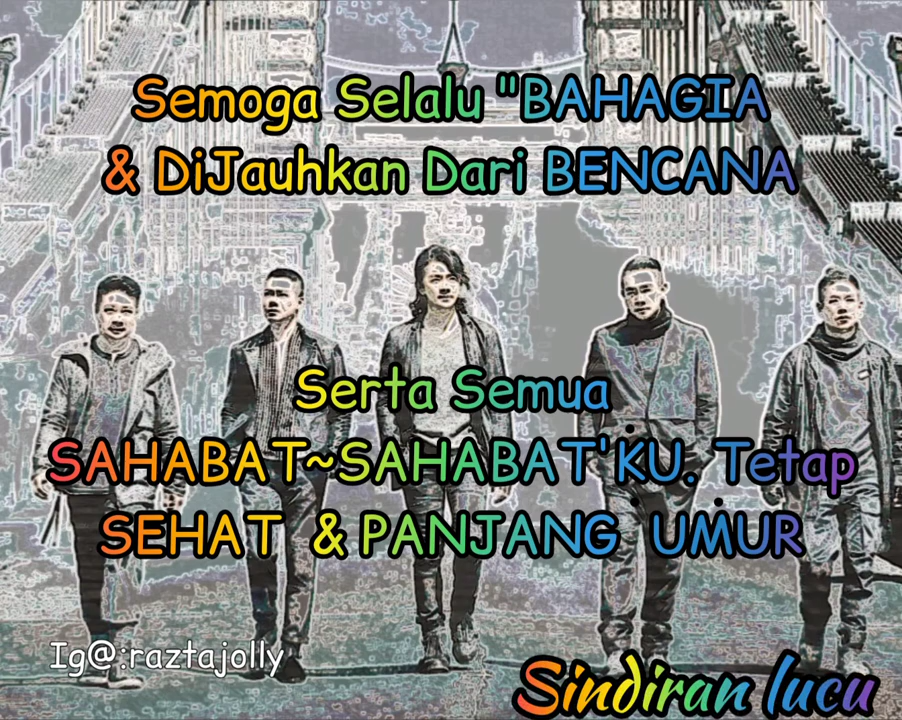 Semoga Selalu "BAHAGIA
& DiJauhkan Dari BENCANA
Serta Semua
SAHABAT~SAHABAT'KU. Tetap
SEHAT & PANJANG UMUR
Ig@:raztajolly
Sindiran lucu